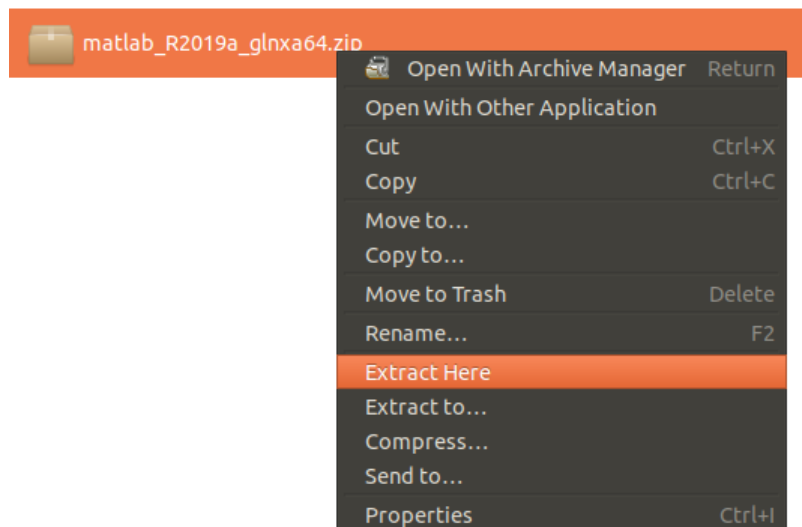 matlab_R2019a_glnxa64.zip
Open With Archive Manager Return
Open With Other Application
Cut Ctrl+X
Copy Ctrl+C
Move to...
Copy to...
Move to Trash Delete
Rename... F2
Extract Here
Extract to...
Compress...
Send to...
Properties Ctrl+I